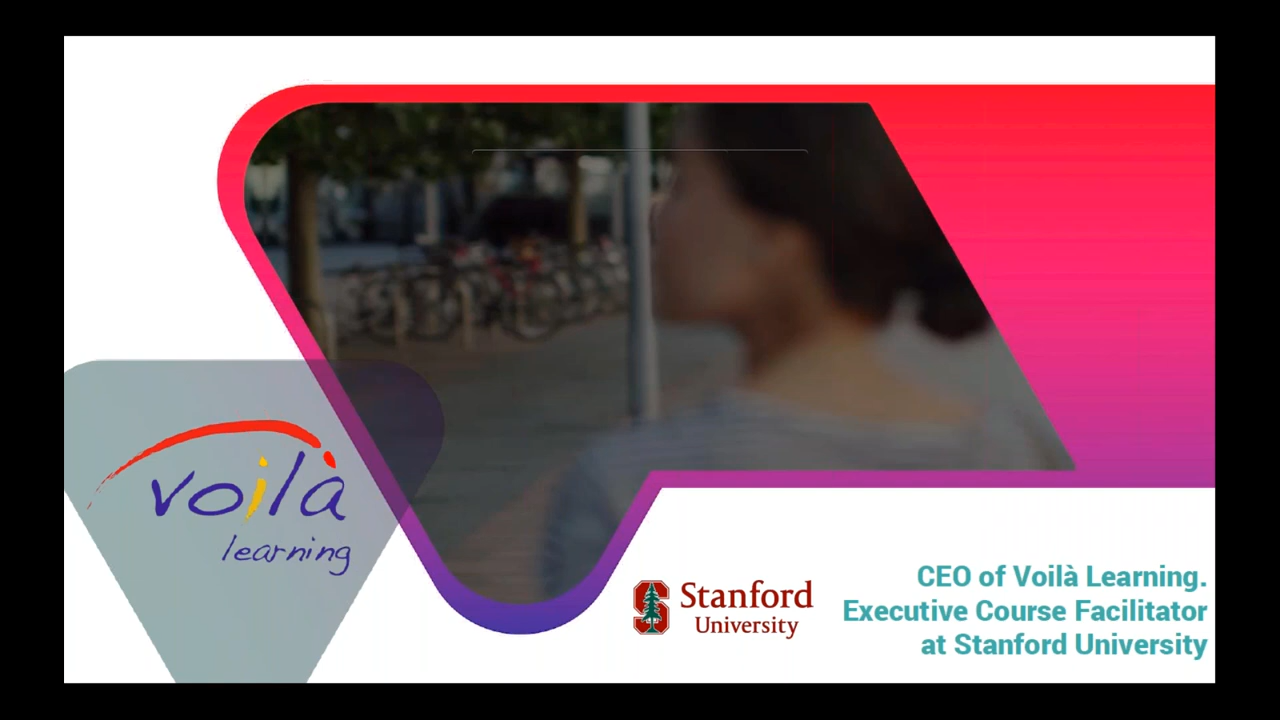 voilà
learning
Stanford
University
CEO of Voilà Learning.
Executive Course Facilitator
at Stanford University